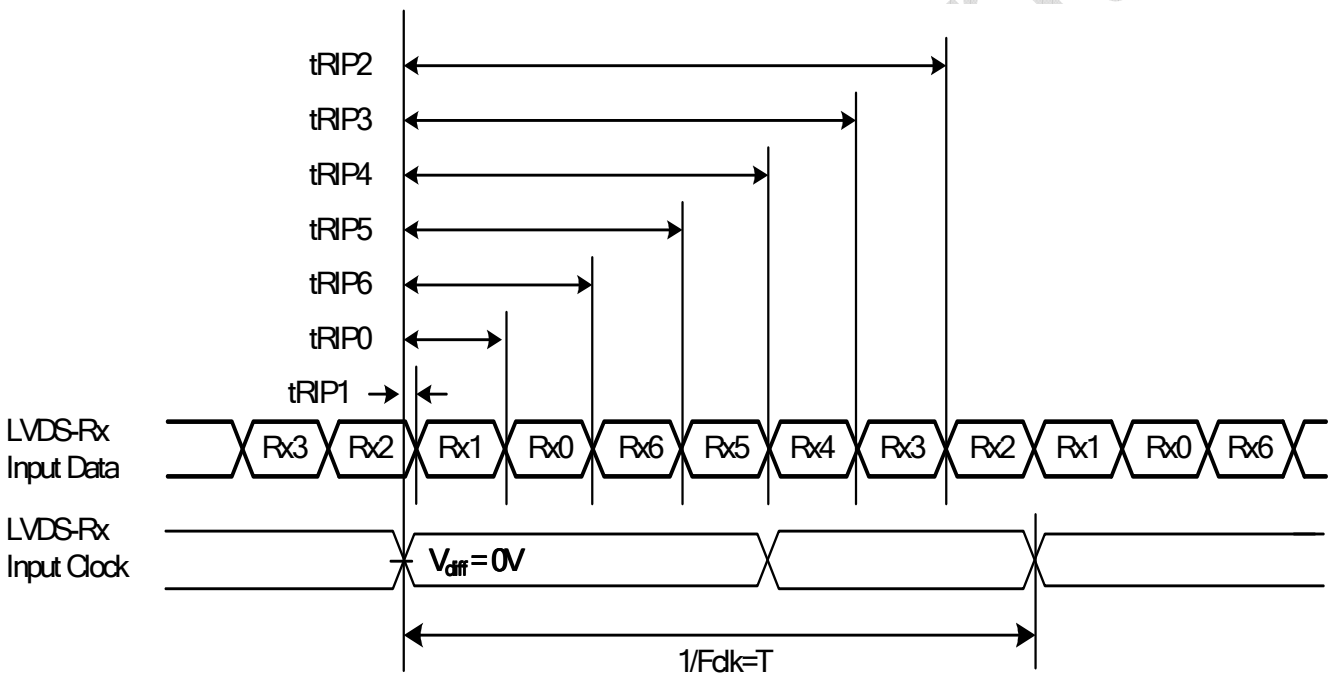 tRIP2
tRIP3
tRIP4
tRIP5
tRIP6
tRIP0
tRIP1
LVDS-Rx
Input Data
Rx3 Rx2 Rx1 Rx0 Rx6 Rx5 Rx4 Rx3 Rx2 Rx1 Rx0 Rx6
LVDS-Rx
Input Clock
Vdiff = 0V
1/Fclk=T